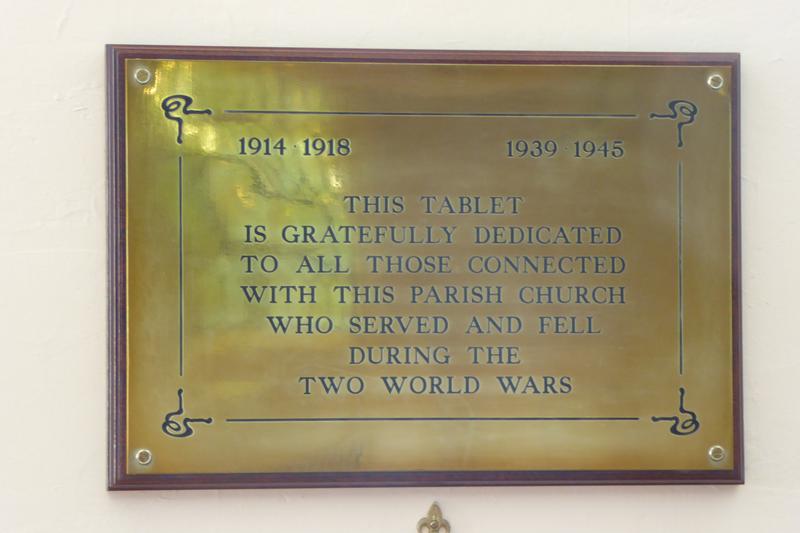 1914 · 1918 1939 · 1945
THIS TABLET
IS GRATEFULLY DEDICATED
TO ALL THOSE CONNECTED
WITH THIS PARISH CHURCH
WHO SERVED AND FELL
DURING THE
TWO WORLD WARS